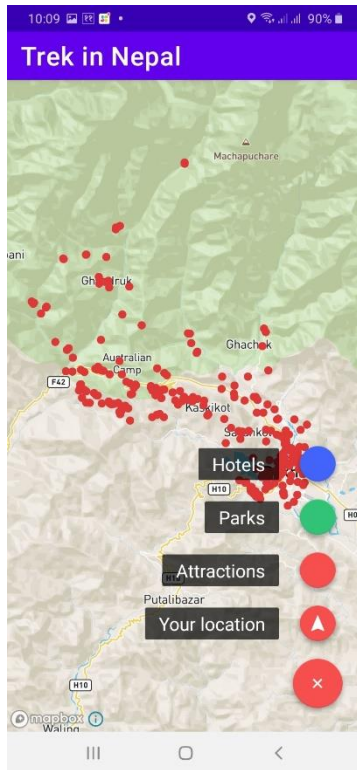 10:09
90%
Trek in Nepal
Machapuchare
Ghachok
Australian
Camp
F42
Kaskikot
Hotels
H10
Parks
Attractions
Putalibazar
Your location
H10
mapbox
Waling